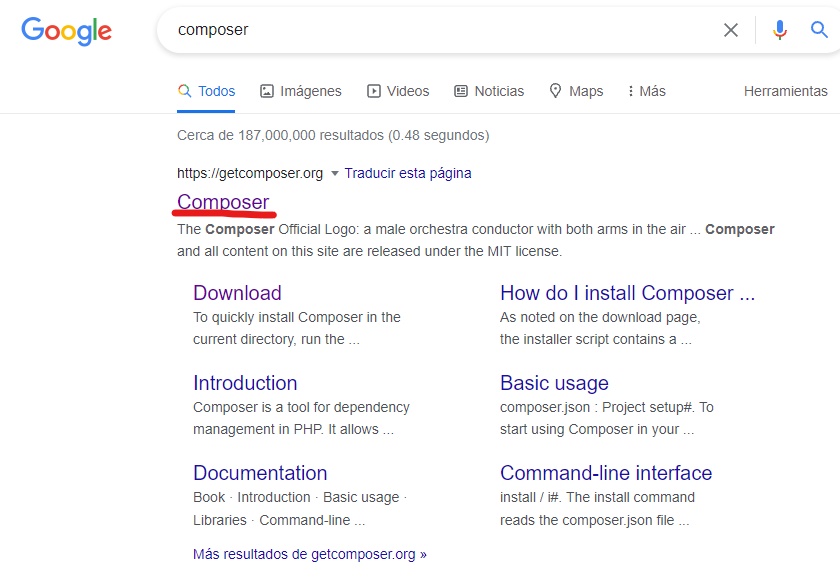 Google
composer
Todos Imágenes Videos Noticias Maps Más Herramientas
Cerca de 187,000,000 resultados (0.48 segundos)
https://getcomposer.org Traducir esta página
Composer
The Composer Official Logo: a male orchestra conductor with both arms in the air ... Composer
and all content on this site are released under the MIT license.
Download
To quickly install Composer in the
current directory, run the ...
How do I install Composer ...
As noted on the download page,
the installer script contains a ...
Introduction
Composer is a tool for dependency
management in PHP. It allows ...
Basic usage
composer.json : Project setup#. To
start using Composer in your ...
Documentation
Book · Introduction · Basic usage ·
Libraries · Command-line ...
Command-line interface
install / i#. The install command
reads the composer.json file ...
Más resultados de getcomposer.org »